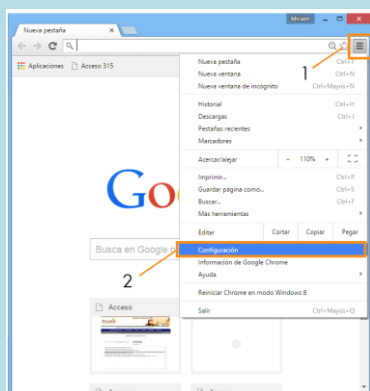 Miriam
Nueva pestaña
Aplicaciones Acceso 315
1
Nueva pestaña Ctrl+T
Nueva ventana Ctrl+N
Nueva ventana de incógnito Ctrl+Mayús+N
Historial Ctrl+H
Descargas Ctrl+J
Pestañas recientes
Marcadores
Acercar/alejar - 110% +
Imprimir... Ctrl+P
Guardar página como... Ctrl+S
Buscar... Ctrl+F
Más herramientas
Editar Cortar Copiar Pegar
Configuración
Información de Google Chrome
Ayuda
Reiniciar Chrome en modo Windows 8
Salir Ctrl+Mayús+Q
Go
Busca en Google o
2
Acceso